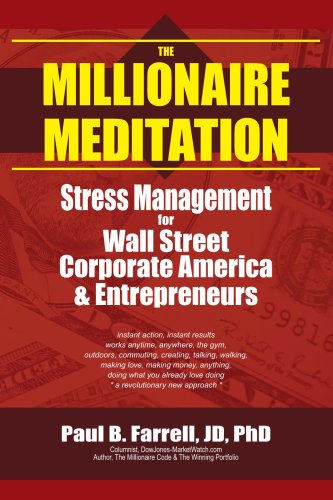 THE
MILLIONAIRE
MEDITATION
Stress Management
for
Wall Street
Corporate America
& Entrepreneurs
instant action, instant results
works anytime, anywhere, the gym,
outdoors, commuting, creating, talking, walking,
making love, making money, anything,
doing what you already love doing
" a revolutionary new approach "
Paul B. Farrell, JD, PhD
Columnist, DowJones-MarketWatch.com
Author, The Millionaire Code & The Winning Portfolio